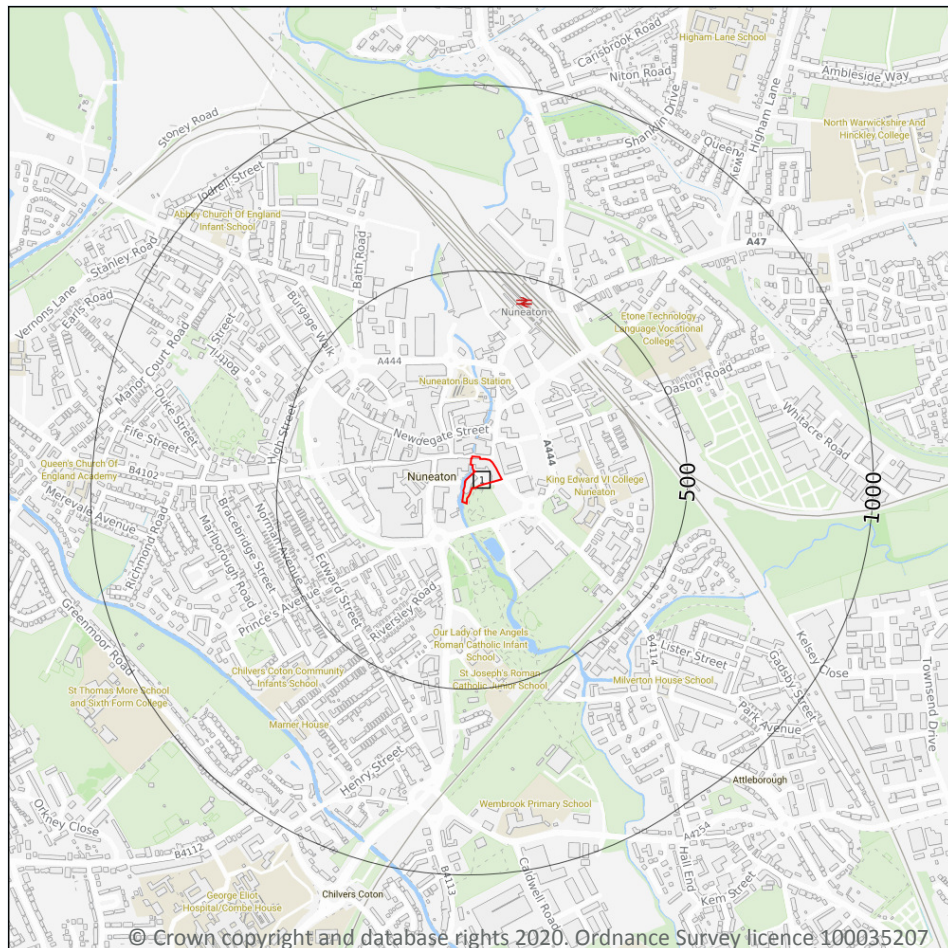 Carisbrook Road
Higham Lane School
Niton Road
Ambleside Way
Stoney Road
Shanklin Drive
Higham Lane
North Warwickshire And
Hinckley College
Queensway
Jodrell Street
Abbey Church Of England
Infant School
Bath Road
A47
Stanley Road
Vernons Lane
Earls Road
Burgage Walk
Nuneaton
Etone Technology
Language Vocational
College
Manor Court Road
Tudor Street
A444
Nuneaton Bus Station
Daston Road
Duke Street
Whitacre Road
High Street
Newdegate Street
A444
Fife Street
Queen's Church Of
England Academy
B4102
Nuneaton
1
King Edward VI College
Nuneaton
500
1000
Merevale Avenue
Richmond Road
Marlborough Road
Bracebridge Street
Norman Avenue
Edward Street
Prince's Avenue
Riversley Road
Greenmoor Road
Our Lady of the Angels
Roman Catholic Infant
School
B4114
Lister Street
Gadsby Street
Kelsey Close
Townsend Drive
Chilvers Coton Community
Infants School
St Joseph's Roman
Catholic Junior School
Milverton House School
St Thomas More School
and Sixth Form College
Marner House
Park Avenue
Henry Street
Attleborough
Wembrook Primary School
Orkney Close
A4254
B4112
Hall End
B4113
Caldwell Road
Kem Street
George Eliot
Hospital/Combe House
Chilvers Coton
© Crown copyright and database rights 2020. Ordnance Survey licence 100035207